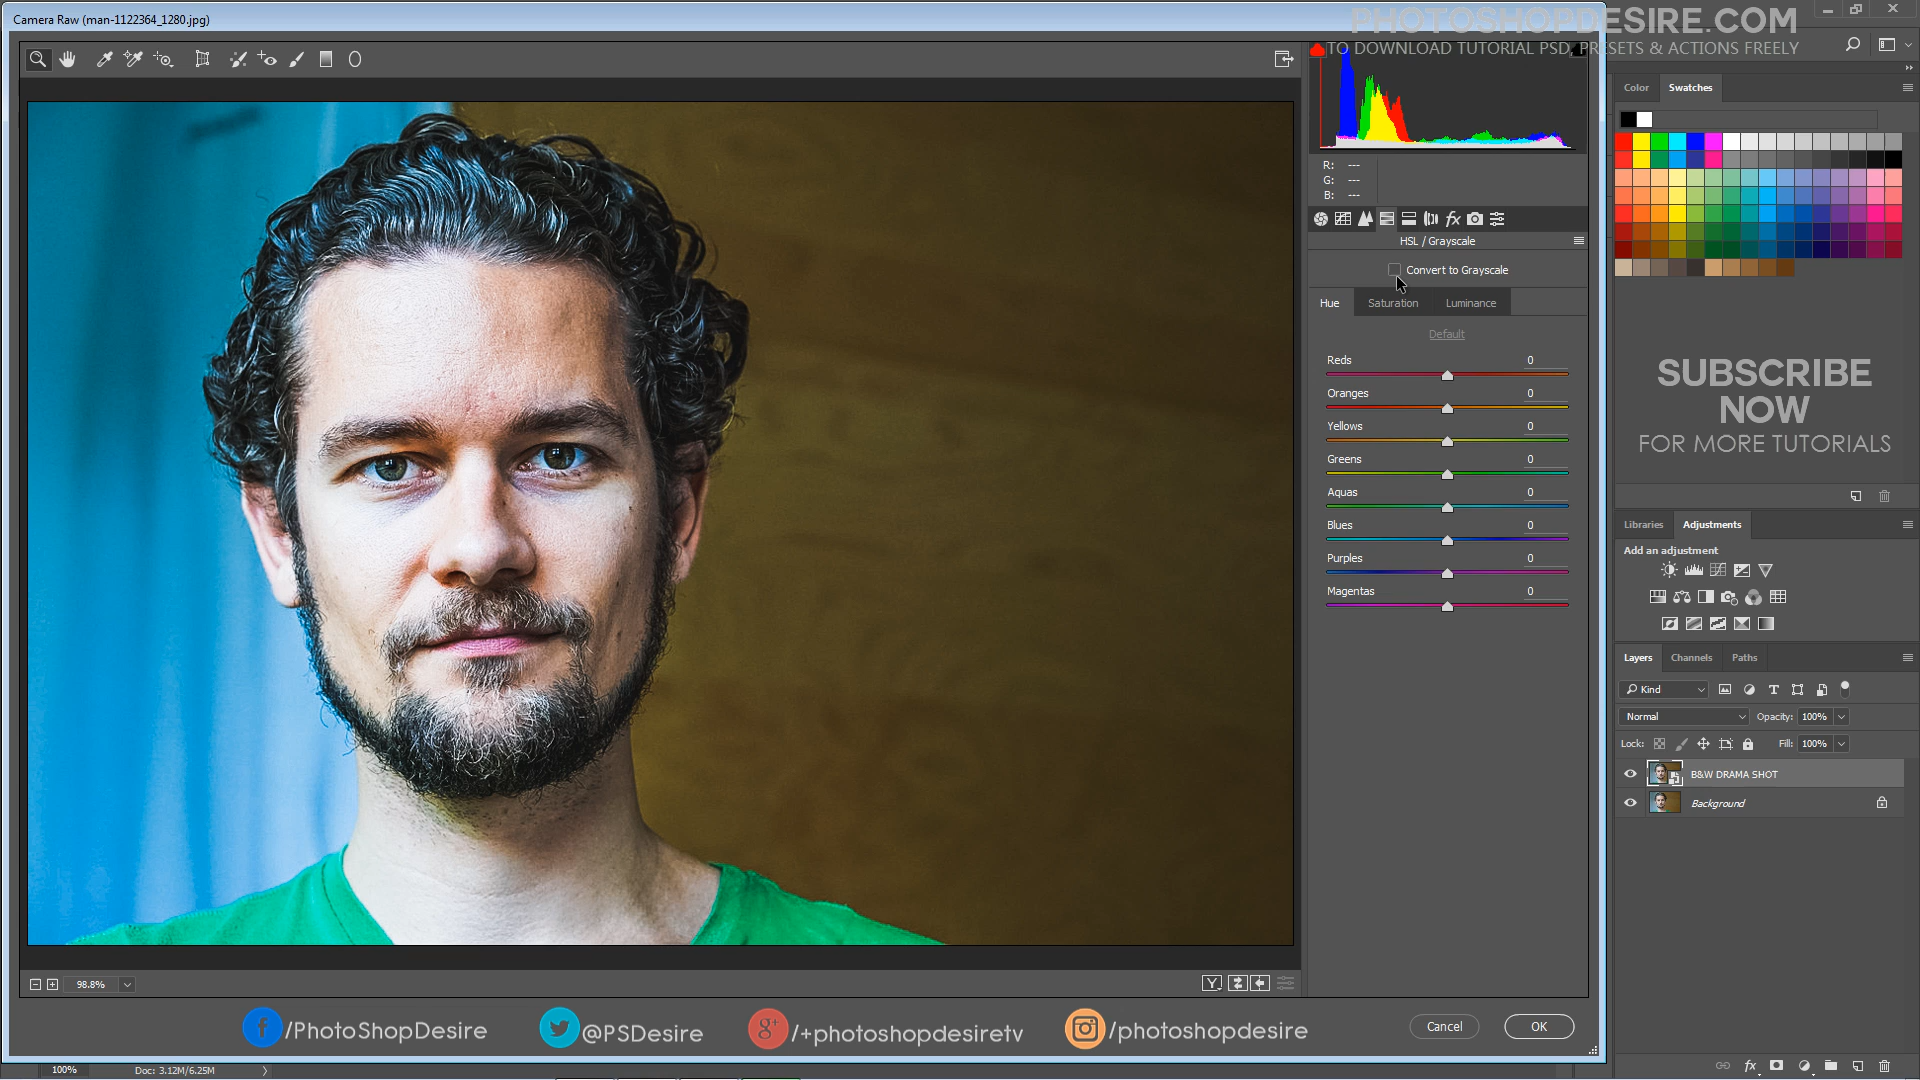 Camera Raw (man-1122364_1280.jpg)
PHOTOSHOPDESIRE.COM
TO DOWNLOAD TUTORIAL PSD, PRESETS & ACTIONS FREELY
R: ---
G: ---
B: ---
fx
HSL / Grayscale
Convert to Grayscale
Hue Saturation Luminance
Default
Reds 0
Oranges 0
Yellows 0
Greens 0
Aquas 0
Blues 0
Purples 0
Magentas 0
Color Swatches
SUBSCRIBE
NOW
FOR MORE TUTORIALS
Libraries Adjustments
Add an adjustment
Layers Channels Paths
Kind
Normal Opacity: 100%
Lock: Fill: 100%
B&W DRAMA SHOT
Background
98.8%
Y
/PhotoShopDesire
@PSDesire
/+photoshopdesiretv
/photoshopdesire
Cancel OK
100% Doc: 3.12M/6.25M
fx